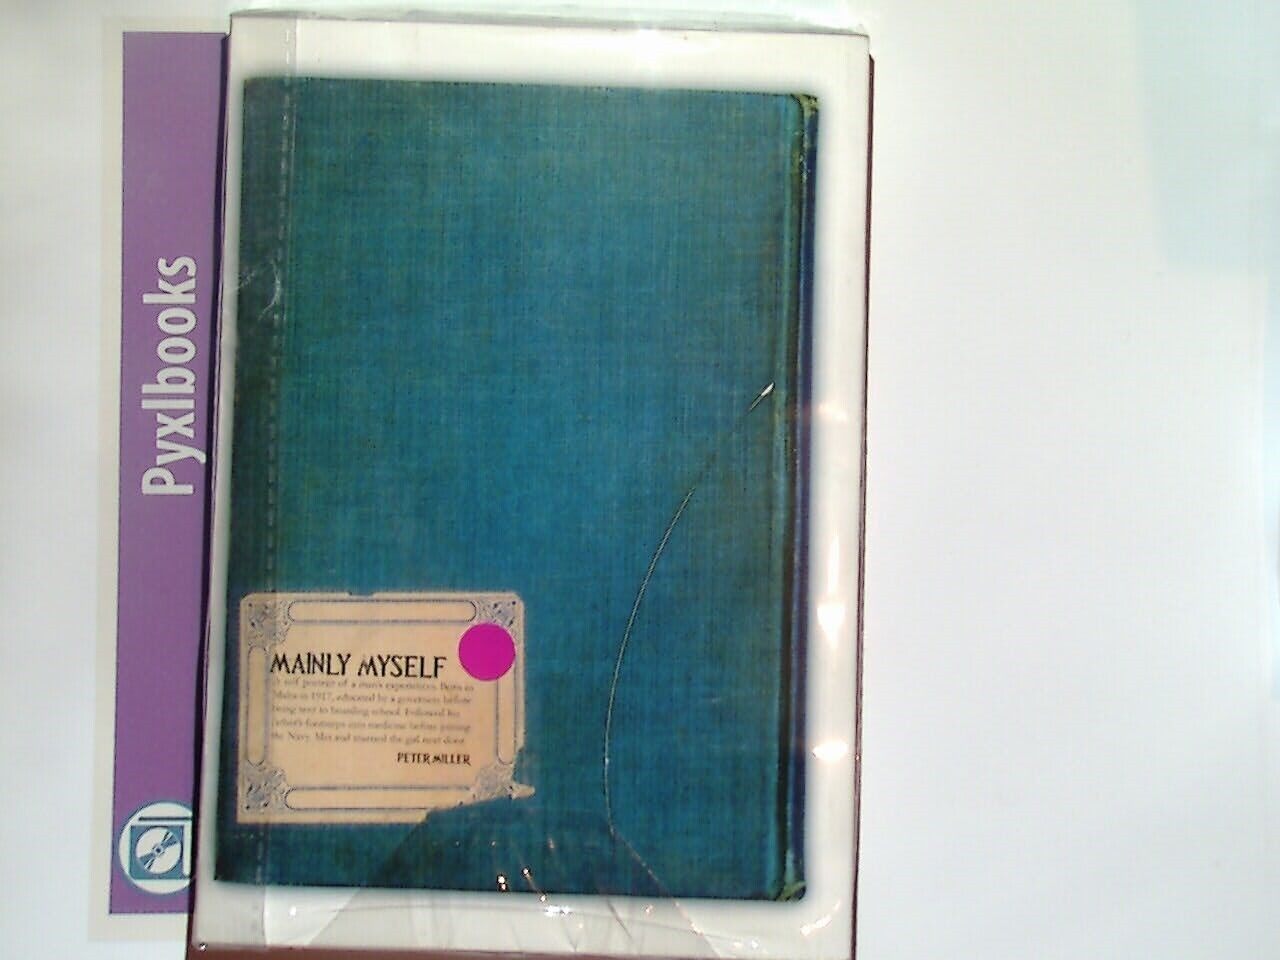 Pyxlbooks
MAINLY MYSELF
A self portrait of a man's experiences. Born in
Malta in 1917, educated by a governess before
being sent to boarding school. Followed his
father's footsteps into medicine before joining
the Navy. Met and married the girl next door.
PETER MILLER